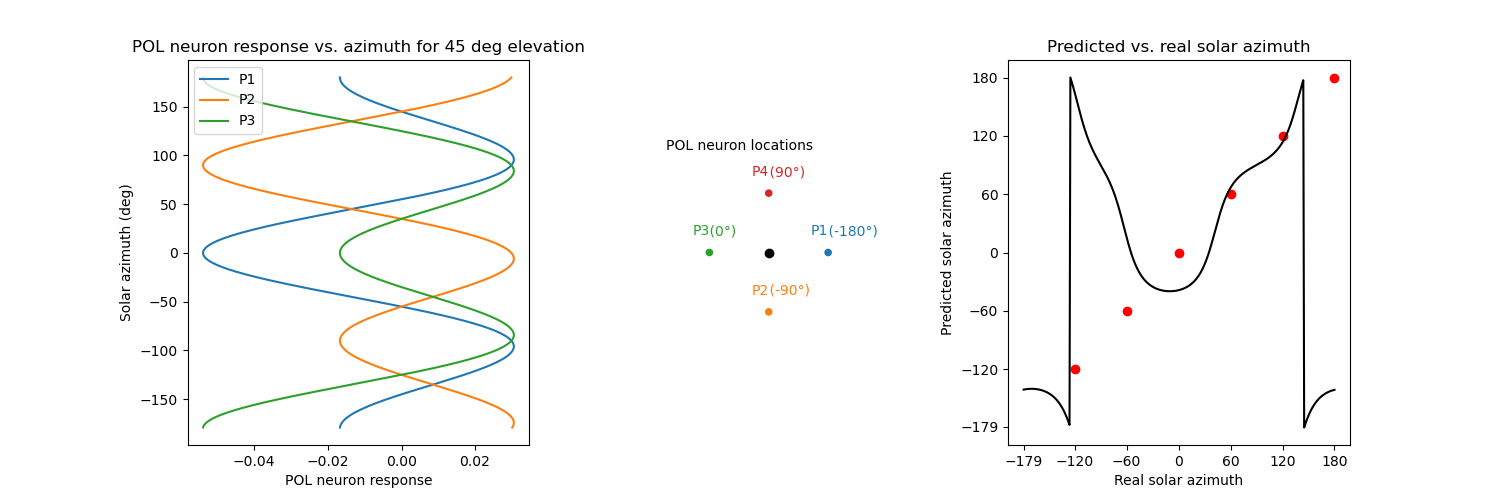 POL neuron response vs. azimuth for 45 deg elevation
P1
P2
P3
150
100
50
0
−50
−100
−150
Solar azimuth (deg)
−0.04
−0.02
0.00
0.02
POL neuron response
POL neuron locations
P4(90°)
P3(0°)
P1(-180°)
P2(-90°)
Predicted vs. real solar azimuth
180
120
60
0
−60
−120
−179
Predicted solar azimuth
−179
−120
−60
0
60
120
180
Real solar azimuth